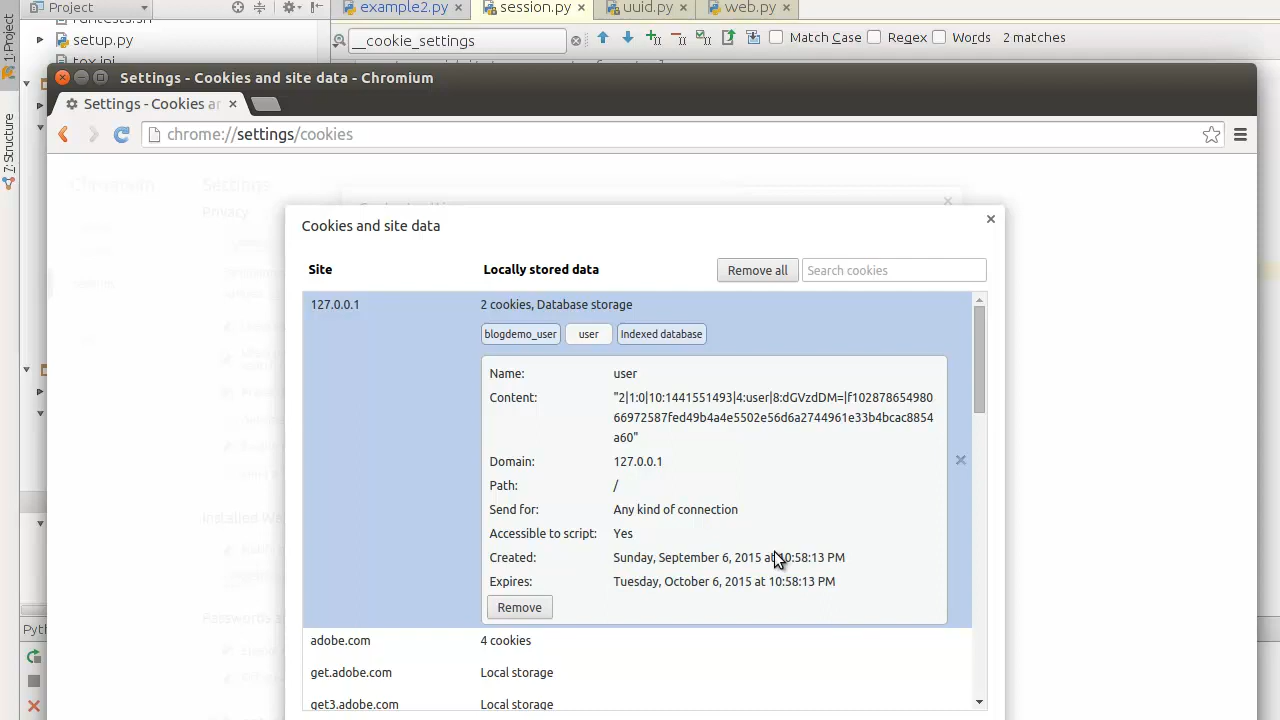 Project
example2.py
session.py
uuid.py
web.py
1: Project
setup.py
__cookie_settings
Match Case
Regex
Words
2 matches
Settings - Cookies and site data - Chromium
Settings - Cookies ar
chrome://settings/cookies
7: Structure
Chromium
Settings
Privacy
Cookies and site data
Site
Locally stored data
Remove all
Search cookies
127.0.0.1
2 cookies, Database storage
blogdemo_user
user
Indexed database
Name: user
Content: "2|1:0|10:1441551493|4:user|8:dGVzdDM=|f102878654980
66972587fed49b4a4e5502e56d6a2744961e33b4bcac8854
a60"
Domain: 127.0.0.1
Path: /
Send for: Any kind of connection
Accessible to script: Yes
Created: Sunday, September 6, 2015 at 10:58:13 PM
Expires: Tuesday, October 6, 2015 at 10:58:13 PM
Remove
adobe.com 4 cookies
get.adobe.com Local storage
get3.adobe.com Local storage